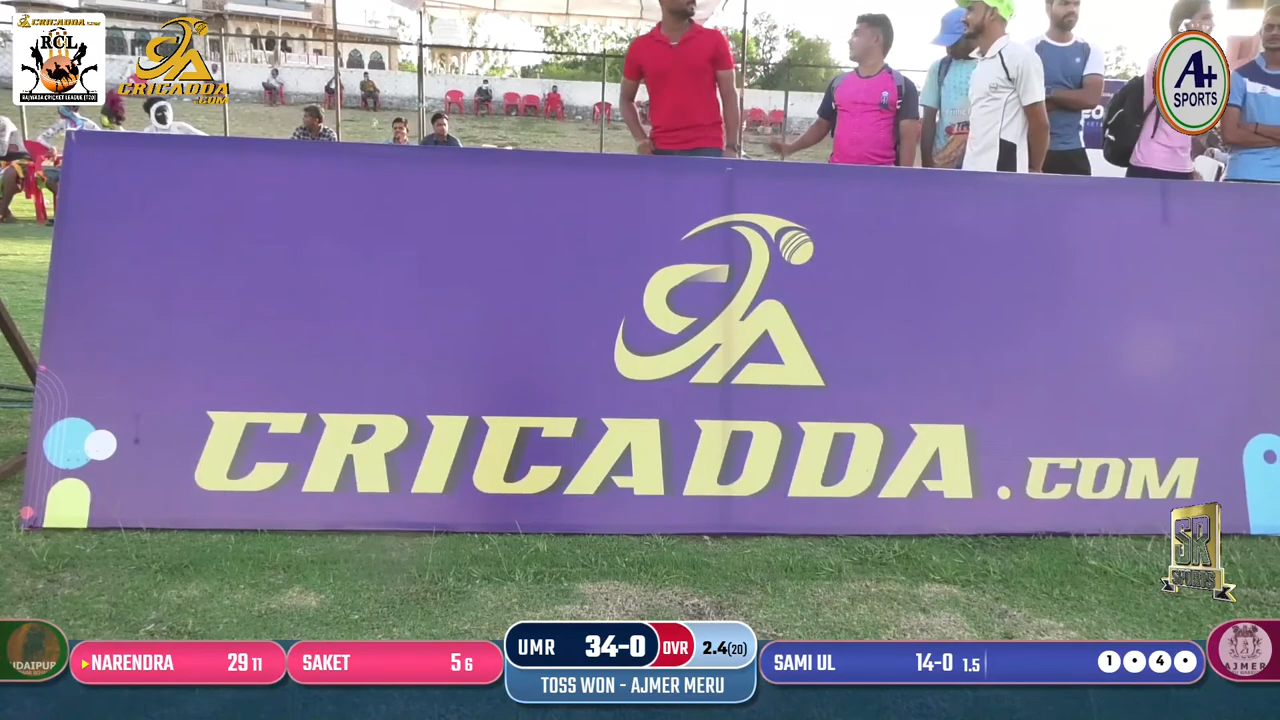 CRICADDA
RCL
RAJWADA CRICKET LEAGUE (T20)
CRICADDA
.COM
A+
SPORTS
CRICADDA.COM
SR
SPORTS
UDAIPUR
NARENDRA 29 11
SAKET 5 6
UMR 34-0 OVR 2.4(20)
TOSS WON - AJMER MERU
SAMI UL 14-0 1.5
1 • 4 •
AJMER